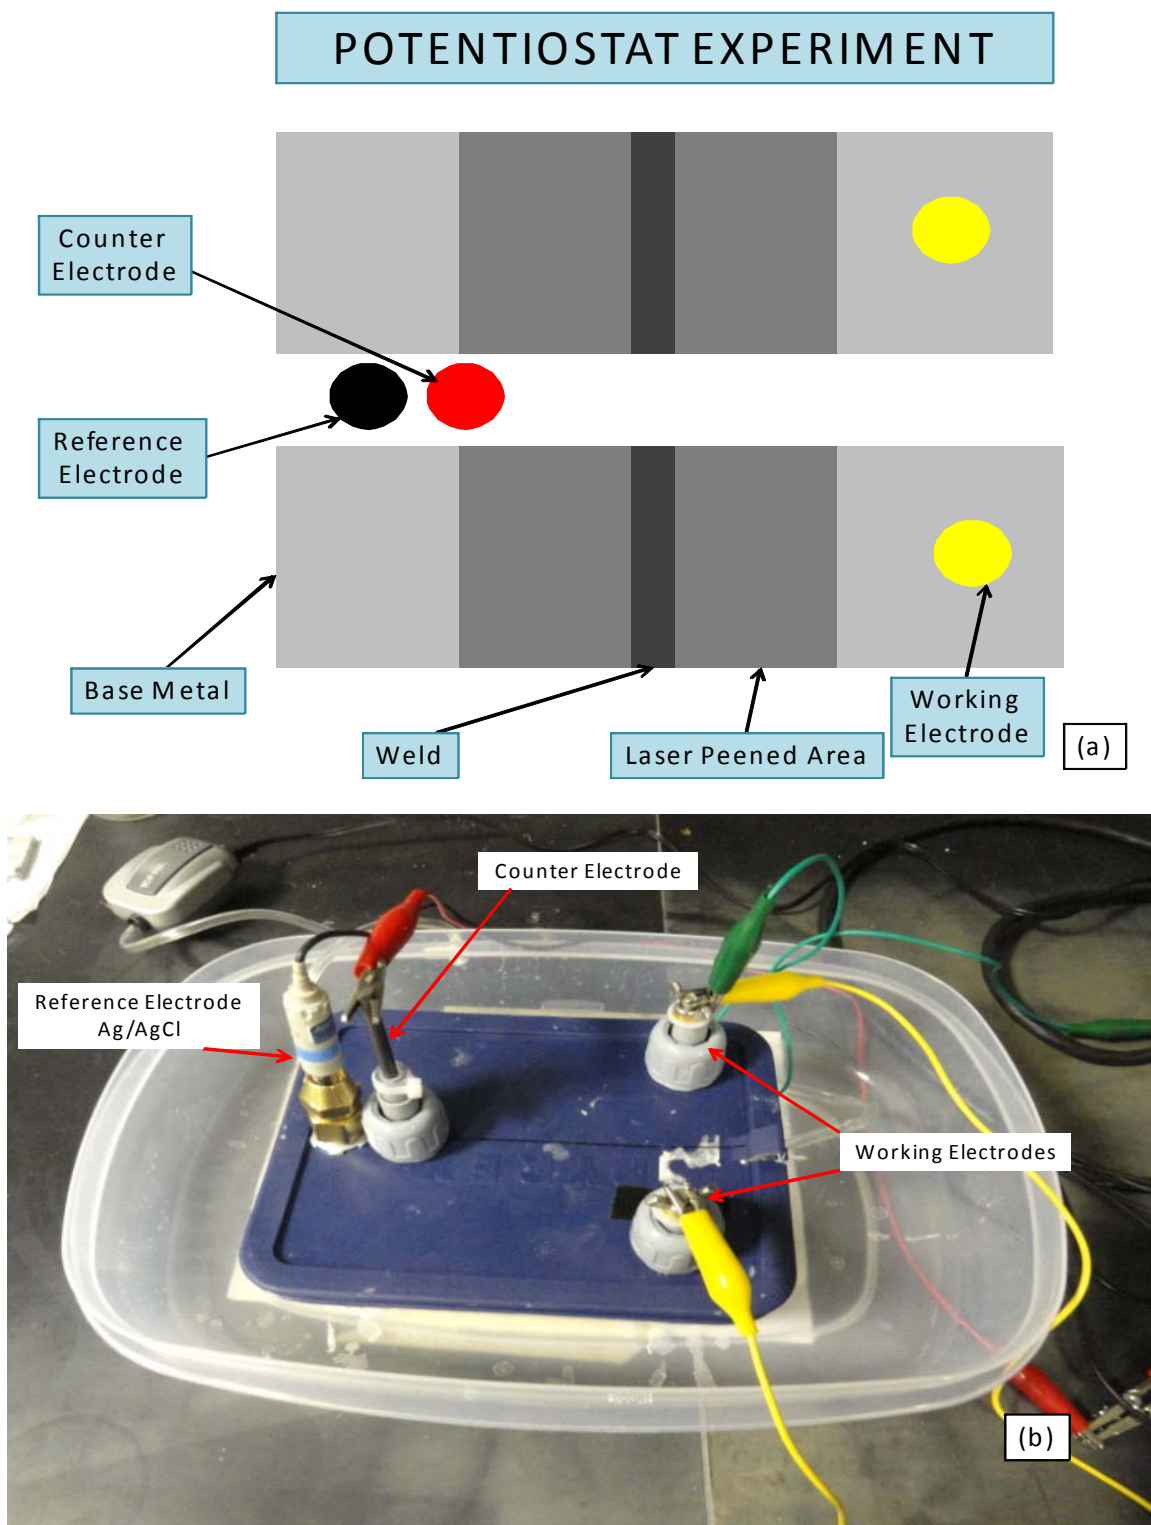 POTENTIOSTAT EXPERIMENT
Counter
Electrode
Reference
Electrode
Base Metal
Weld
Laser Peened Area
Working
Electrode
(a)
Counter Electrode
Reference Electrode
Ag/AgCl
Working Electrodes
(b)